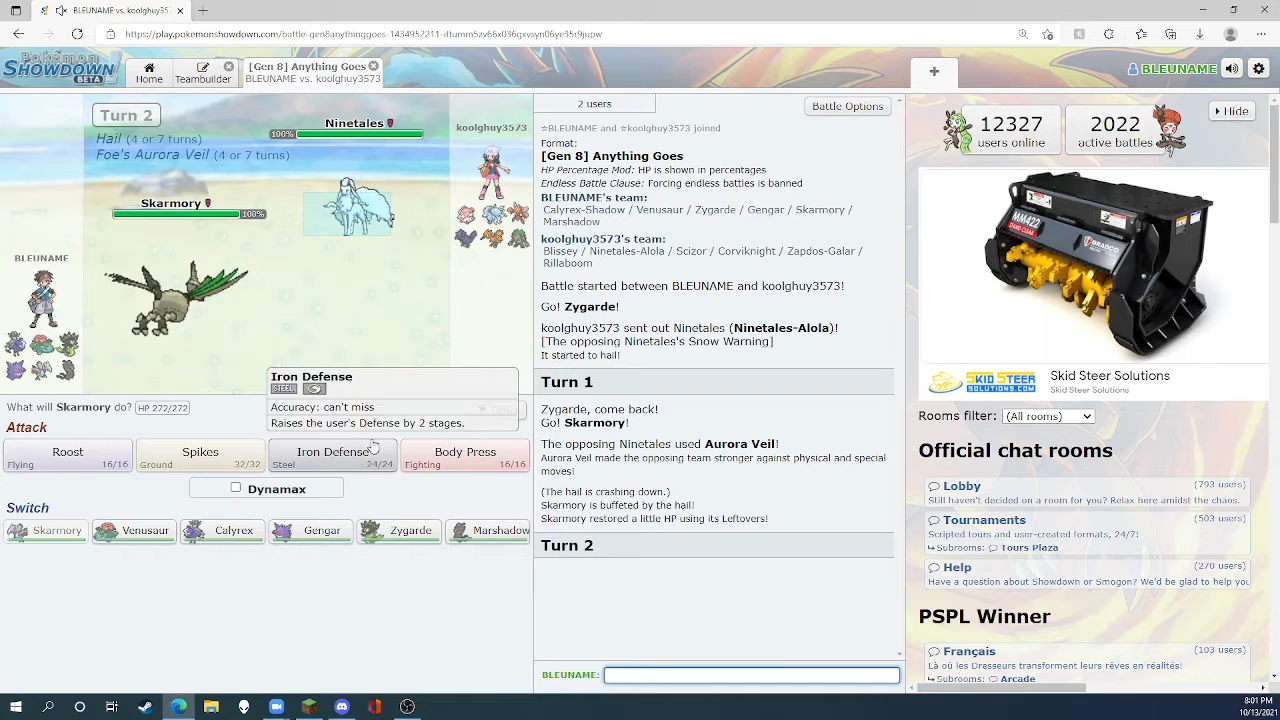 BLEUNAME vs. koolghuy3573
https://play.pokemonshowdown.com/battle-gen8anythinggoes-1434952211-iftumm5zv66x036gxvsyn06ye35r9jupw
Pokémon
SHOWDOWN
BETA
Home
Teambuilder
[Gen 8] Anything Goes
BLEUNAME vs. koolghuy3573
+
BLEUNAME
Turn 2
Hail (4 or 7 turns)
Foe's Aurora Veil (4 or 7 turns)
Ninetales
100%
koolghuy3573
Skarmory
100%
BLEUNAME
What will Skarmory do? HP 272/272
Iron Defense
STEEL
Accuracy: can't miss
Raises the user's Defense by 2 stages.
Attack
Roost
Flying 16/16
Spikes
Ground 32/32
Iron Defense
Steel 24/24
Body Press
Fighting 16/16
Dynamax
Switch
Skarmory
Venusaur
Calyrex
Gengar
Zygarde
Marshadow
2 users
Battle Options
☆BLEUNAME and ☆koolghuy3573 joined
Format:
[Gen 8] Anything Goes
HP Percentage Mod: HP is shown in percentages
Endless Battle Clause: Forcing endless battles is banned
BLEUNAME's team:
Calyrex-Shadow / Venusaur / Zygarde / Gengar / Skarmory /
Marshadow
koolghuy3573's team:
Blissey / Ninetales-Alola / Scizor / Corviknight / Zapdos-Galar /
Rillaboom
Battle started between BLEUNAME and koolghuy3573!
Go! Zygarde!
koolghuy3573 sent out Ninetales (Ninetales-Alola)!
[The opposing Ninetales's Snow Warning]
It started to hail!
Turn 1
Zygarde, come back!
Go! Skarmory!
The opposing Ninetales used Aurora Veil!
Aurora Veil made the opposing team stronger against physical and special
moves!
(The hail is crashing down.)
Skarmory is buffeted by the hail!
Skarmory restored a little HP using its Leftovers!
Turn 2
BLEUNAME:
12327
users online
2022
active battles
Hide
MM422
BRADCO
SKID STEER
SOLUTIONS.COM
Skid Steer Solutions
Skid Steer Solutions
Rooms filter: (All rooms)
Official chat rooms
Lobby (793 users)
Still haven't decided on a room for you? Relax here amidst the chaos.
Tournaments (503 users)
Scripted tours and user-created formats, 24/7!
Subrooms: Tours Plaza
Help (270 users)
Have a question about Showdown or Smogon? We'd be glad to help you
PSPL Winner
Français (103 users)
Là où les Dresseurs transforment leurs rêves en réalités!
Subrooms: Arcade
8:01 PM
10/13/2021